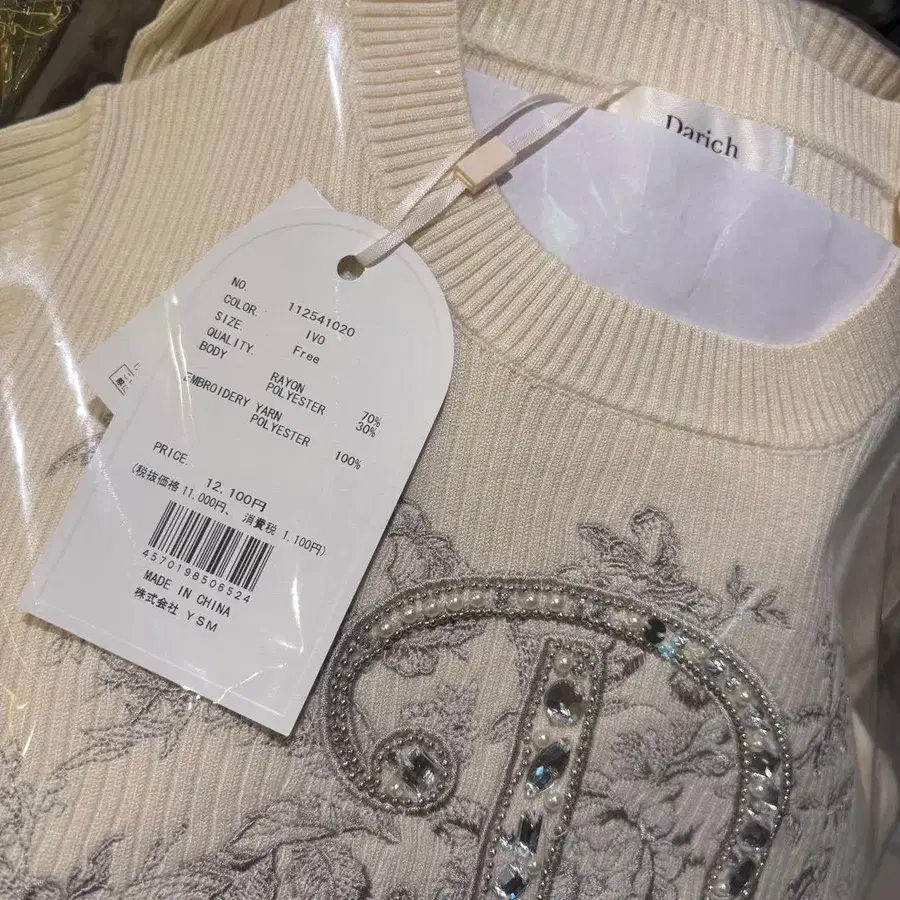 Darich
NO. 112541020
COLOR. IVO
SIZE. Free
QUALITY.
BODY
RAYON 70%
POLYESTER 30%
EMBROIDERY YARN
POLYESTER 100%
PRICE.
12,100円
(税抜価格 11,000円、 消費税 1,100円)
4570198506524
MADE IN CHINA
株式会社 YSM